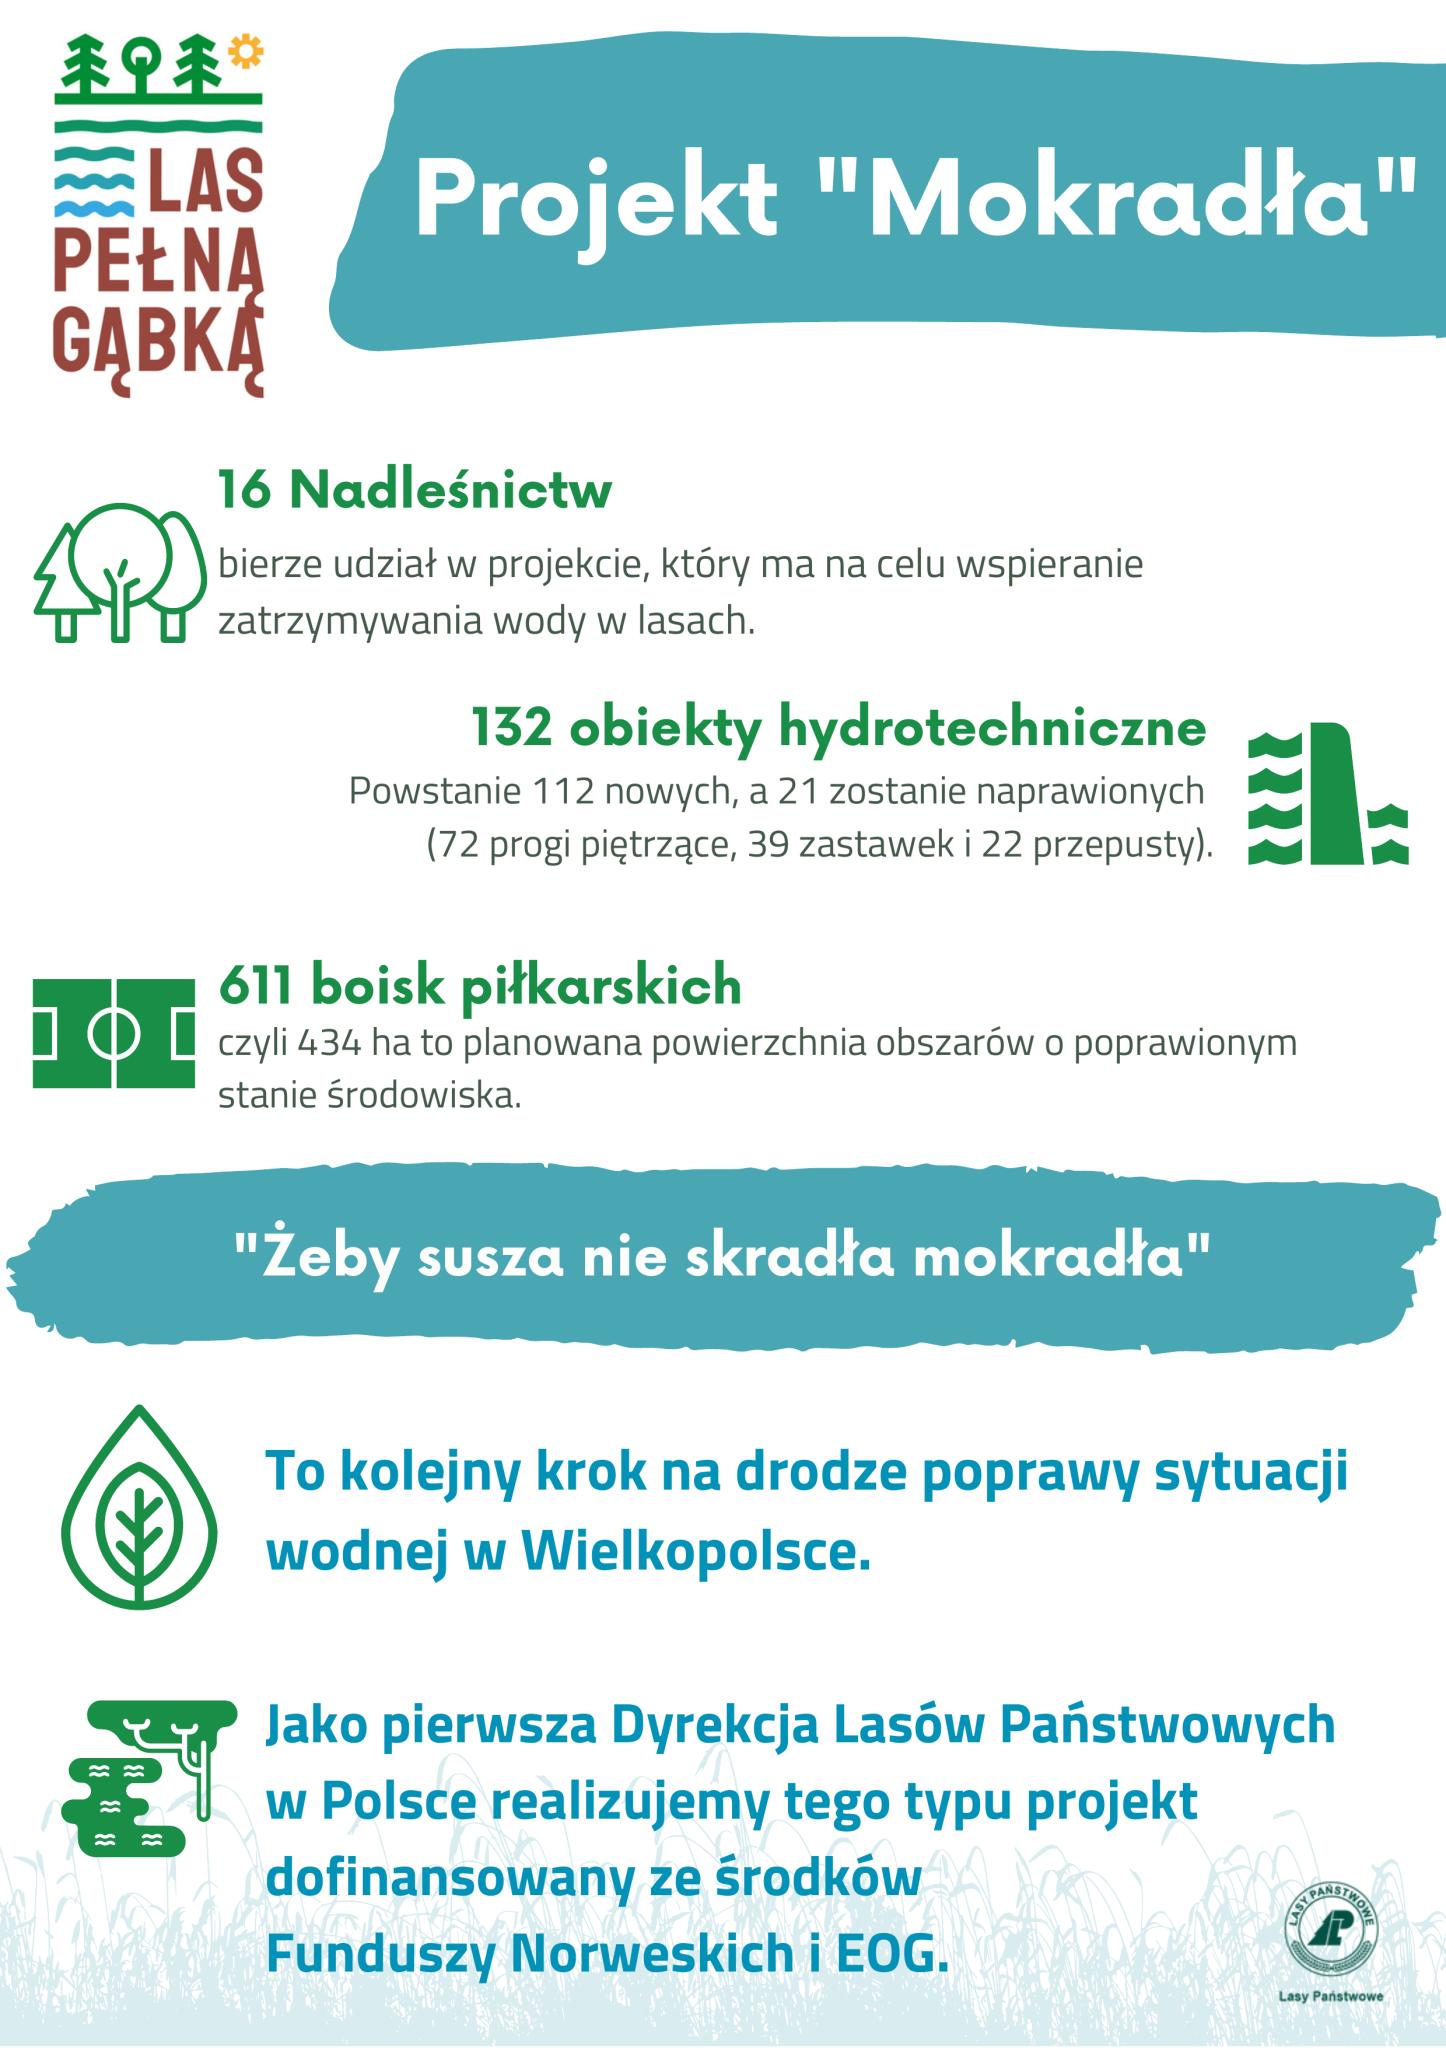 LAS
PEŁNĄ
GĄBKĄ
Projekt "Mokradła"
16 Nadleśnictw
bierze udział w projekcie, który ma na celu wspieranie
zatrzymywania wody w lasach.
132 obiekty hydrotechniczne
Powstanie 112 nowych, a 21 zostanie naprawionych
(72 progi piętrzące, 39 zastawek i 22 przepusty).
611 boisk piłkarskich
czyli 434 ha to planowana powierzchnia obszarów o poprawionym
stanie środowiska.
"Żeby susza nie skradła mokradła"
To kolejny krok na drodze poprawy sytuacji
wodnej w Wielkopolsce.
Jako pierwsza Dyrekcja Lasów Państwowych
w Polsce realizujemy tego typu projekt
dofinansowany ze środków
Funduszy Norweskich i EOG.
LASY PAŃSTWOWE
Lasy Państwowe